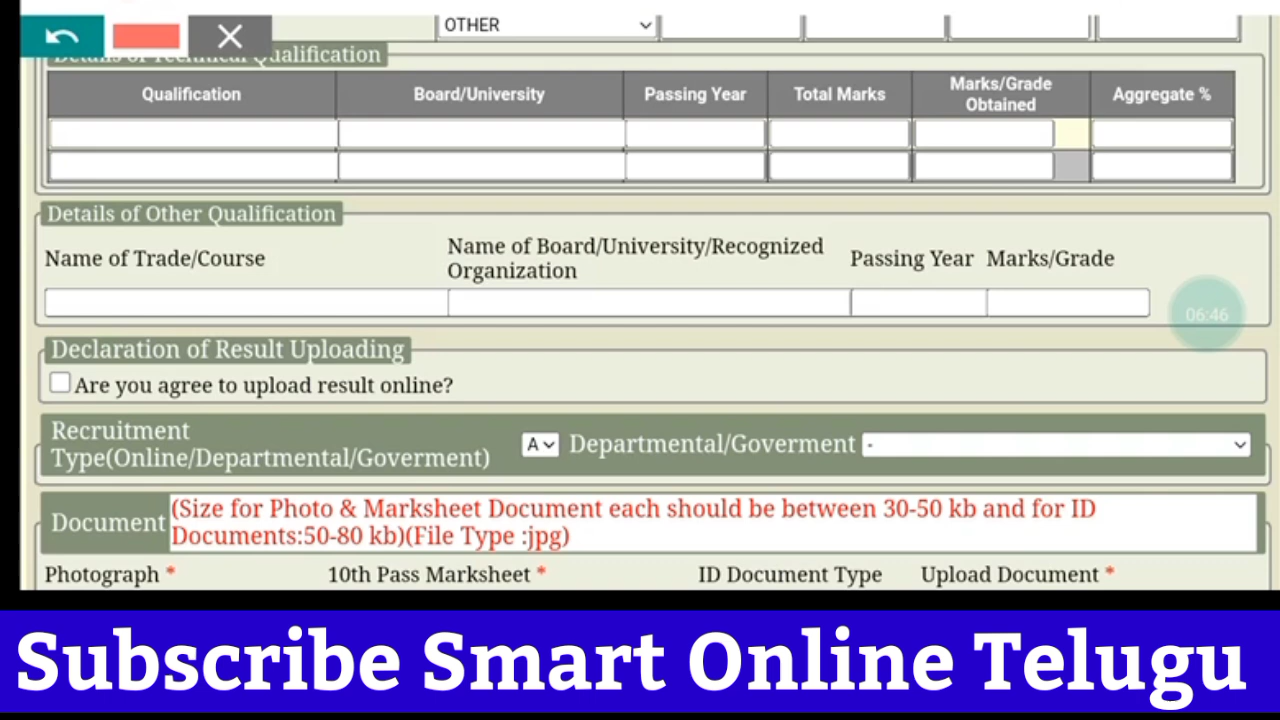 OTHER
Details of Technical Qualification
Qualification Board/University Passing Year Total Marks Marks/Grade Obtained Aggregate %
Details of Other Qualification
Name of Trade/Course Name of Board/University/Recognized Organization Passing Year Marks/Grade
06:46
Declaration of Result Uploading
Are you agree to upload result online?
Recruitment
Type(Online/Departmental/Goverment) A Departmental/Goverment -
Document (Size for Photo & Marksheet Document each should be between 30-50 kb and for ID
Documents:50-80 kb)(File Type :jpg)
Photograph * 10th Pass Marksheet * ID Document Type Upload Document *
Subscribe Smart Online Telugu